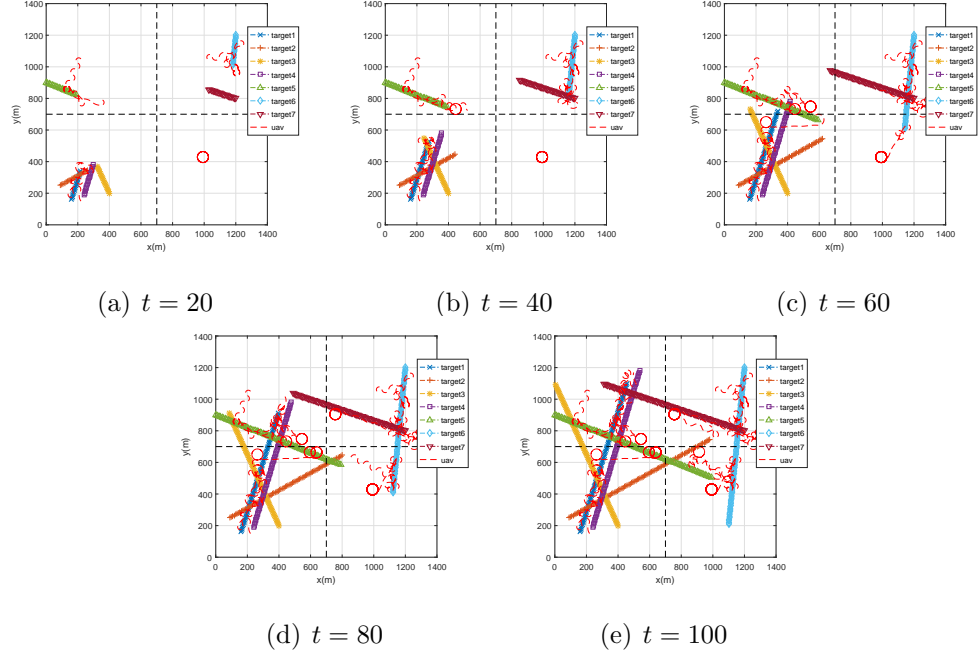 1400
1200
1000
800
600
400
200
0
y(m)
0 200 400 600 800 1000 1200 1400
x(m)
target1
target2
target3
target4
target5
target6
target7
uav
1400
1200
1000
800
600
400
200
0
y(m)
0 200 400 600 800 1000 1200 1400
x(m)
target1
target2
target3
target4
target5
target6
target7
uav
1400
1200
1000
800
600
400
200
0
y(m)
0 200 400 600 800 1000 1200 1400
x(m)
target1
target2
target3
target4
target5
target6
target7
uav
(a) t = 20
(b) t = 40
(c) t = 60
1400
1200
1000
800
600
400
200
0
y(m)
0 200 400 600 800 1000 1200 1400
x(m)
target1
target2
target3
target4
target5
target6
target7
uav
1400
1200
1000
800
600
400
200
0
y(m)
0 200 400 600 800 1000 1200 1400
x(m)
target1
target2
target3
target4
target5
target6
target7
uav
(d) t = 80
(e) t = 100